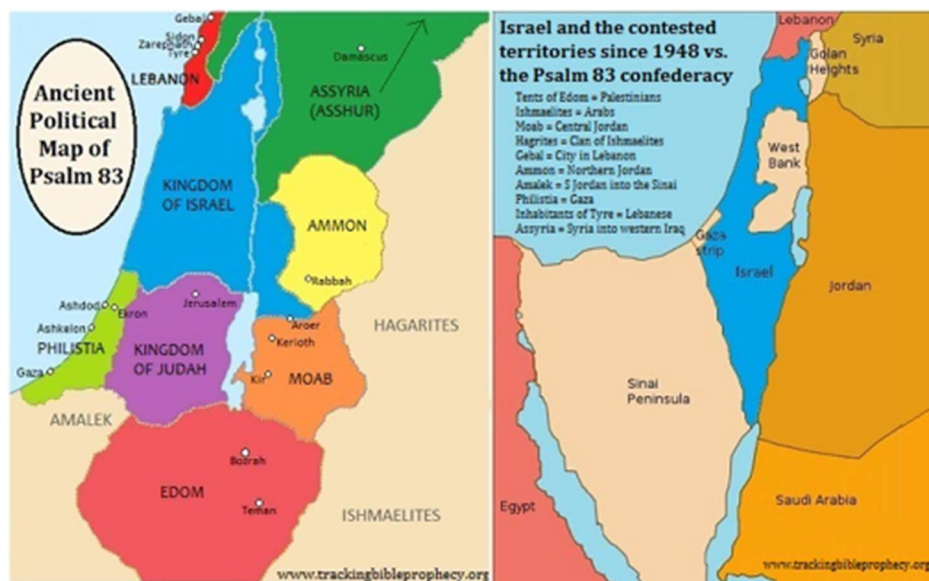 Ancient
Political
Map of
Psalm 83
Gebal
Sidon
Zarephath
Tyre
LEBANON
Damascus
ASSYRIA
(ASSHUR)
KINGDOM
OF ISRAEL
AMMON
Rabbah
Ashdod
Ekron
Jerusalem
Ashkelon
PHILISTIA
Gaza
KINGDOM
OF JUDAH
Aroer
Kerioth
Kir
MOAB
HAGARITES
AMALEK
Bozrah
EDOM
Teman
ISHMAELITES
www.trackingbibleprophecy.org
Israel and the contested
territories since 1948 vs.
the Psalm 83 confederacy
Tents of Edom = Palestinians
Ishmaelites = Arabs
Moab = Central Jordan
Hagrites = Clan of Ishmaelites
Gebal = City in Lebanon
Ammon = Northern Jordan
Amalek = S Jordan into the Sinai
Philistia = Gaza
Inhabitants of Tyre = Lebanese
Assyria = Syria into western Iraq
Lebanon
Syria
Golan
Heights
West
Bank
Gaza
strip
Israel
Jordan
Sinai
Peninsula
Egypt
Saudi Arabia
www.trackingbibleprophecy.org